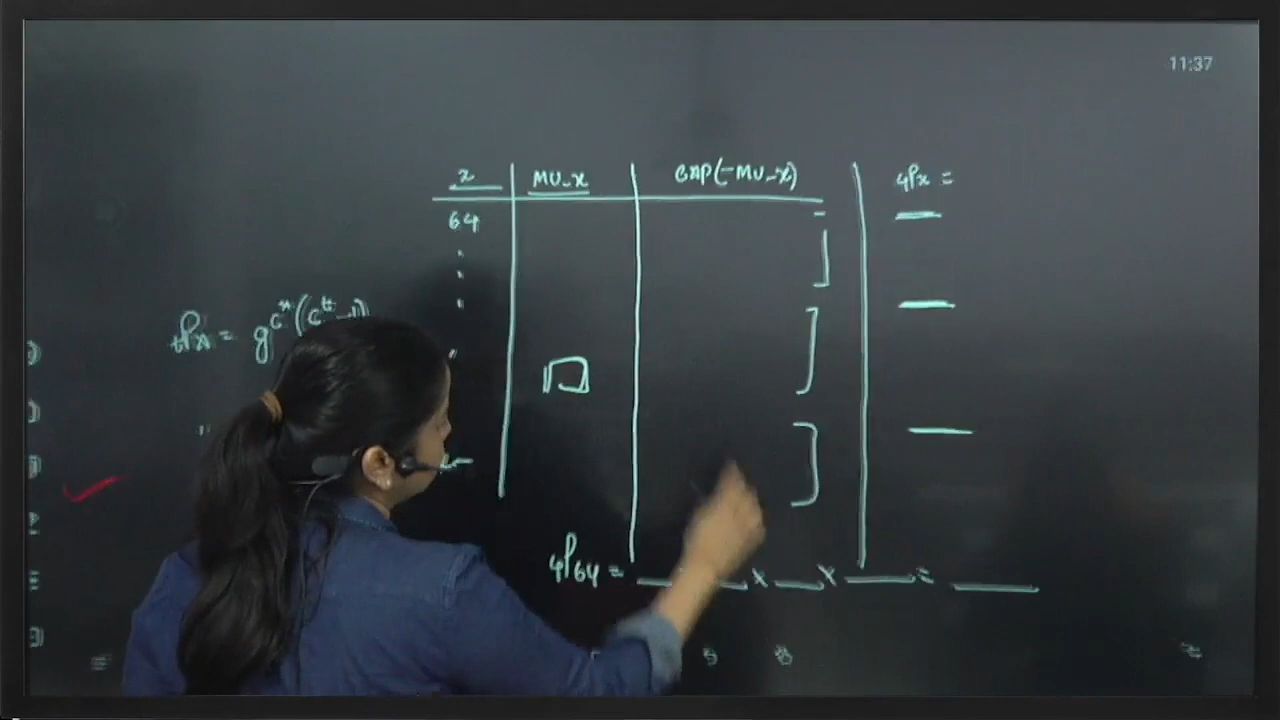 11:37
x MU_x EXP(-MU_x) 4Px =
64
tPx = g^c^x(c^t-1)
4P64 = ___ x ___ x ___ = ___